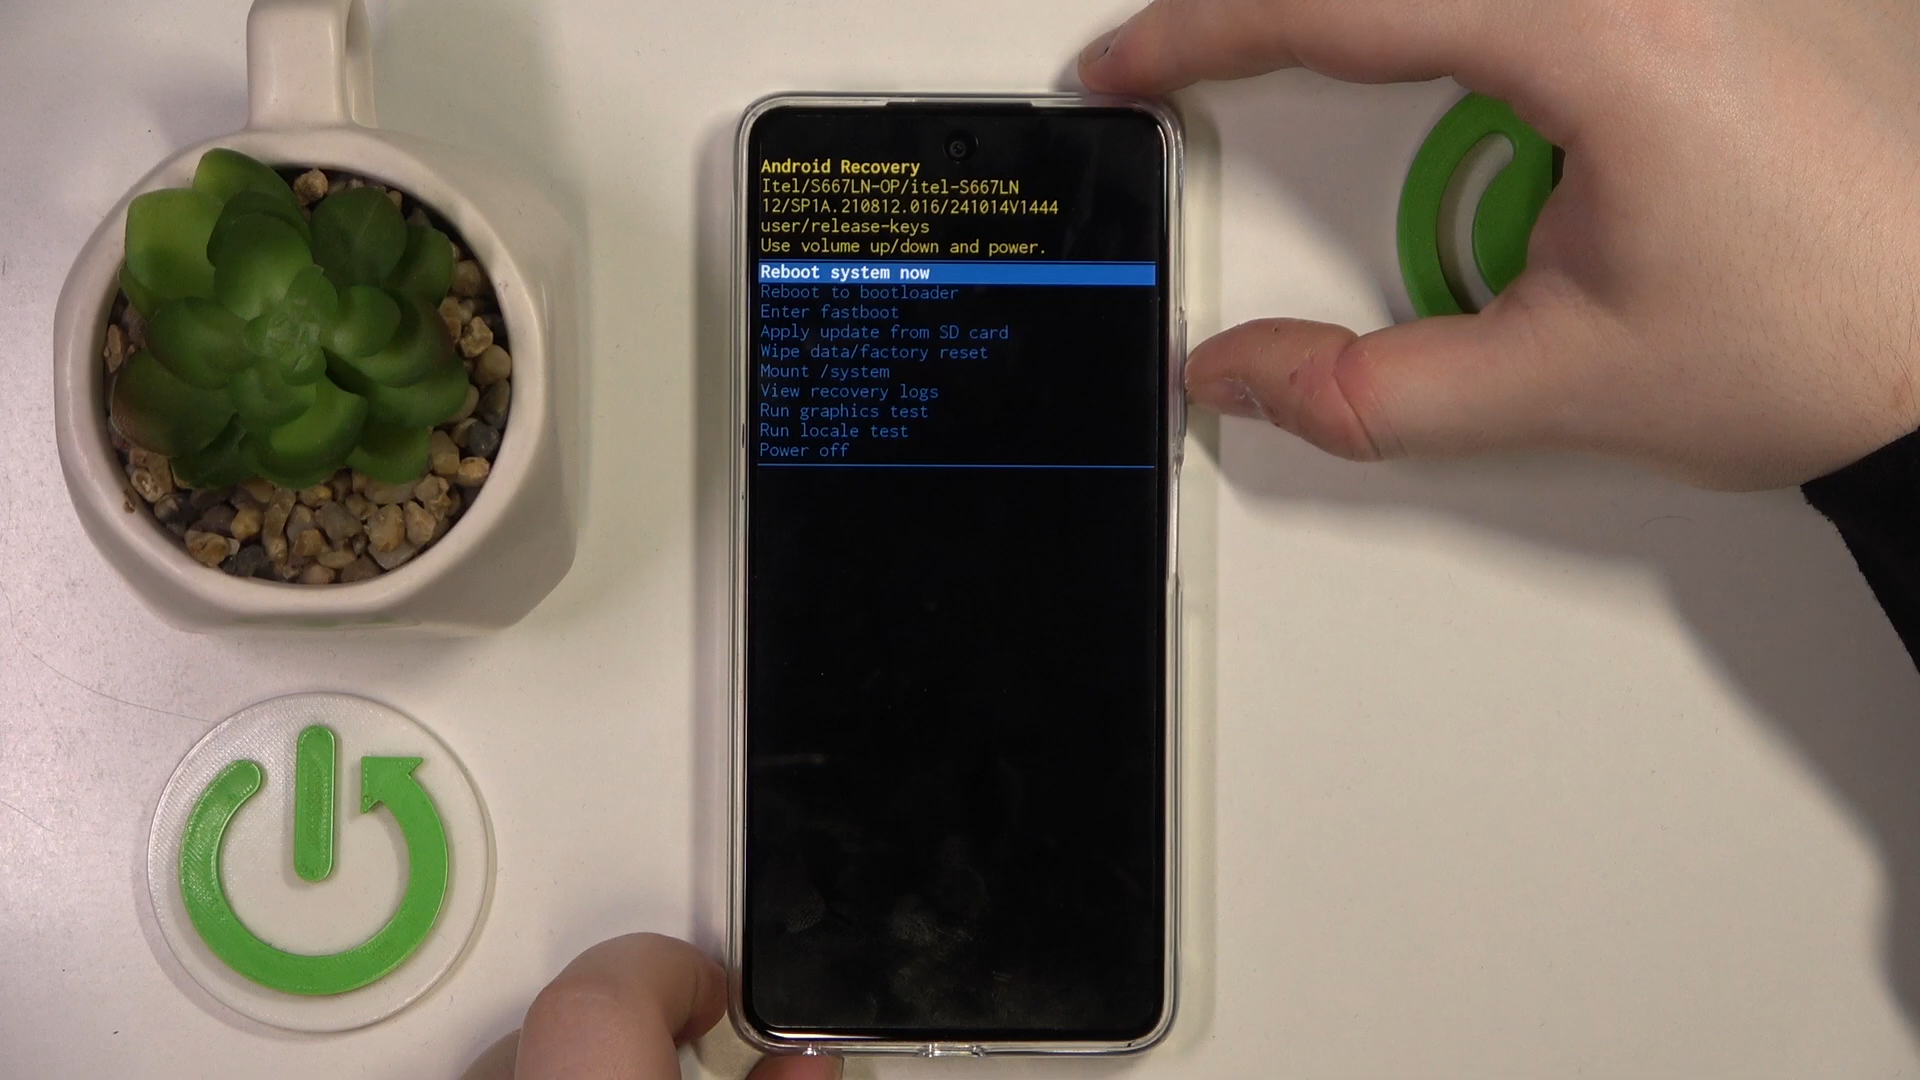 Android Recovery
Itel/S667LN-OP/itel-S667LN
12/SP1A.210812.016/241014V1444
user/release-keys
Use volume up/down and power.
Reboot system now
Reboot to bootloader
Enter fastboot
Apply update from SD card
Wipe data/factory reset
Mount /system
View recovery logs
Run graphics test
Run locale test
Power off